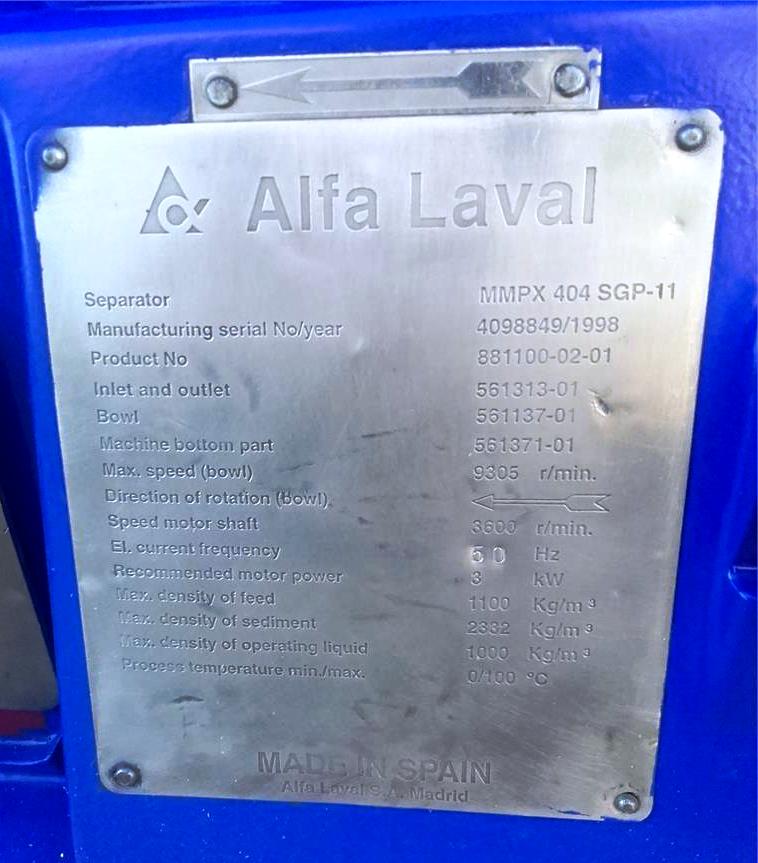 Alfa Laval
Separator MMPX 404 SGP-11
Manufacturing serial No/year 4098849/1998
Product No 881100-02-01
Inlet and outlet 561313-01
Bowl 561137-01
Machine bottom part 561371-01
Max. speed (bowl) 9305 r/min.
Direction of rotation (bowl).
Speed motor shaft 3600 r/min.
El. current frequency 60 Hz
Recommended motor power 3 kW
Max. density of feed 1100 Kg/m³
Max. density of sediment 2332 Kg/m³
Max. density of operating liquid 1000 Kg/m³
Process temperature min./max. 0/100 °C
MADE IN SPAIN
Alfa Laval S.A. Madrid